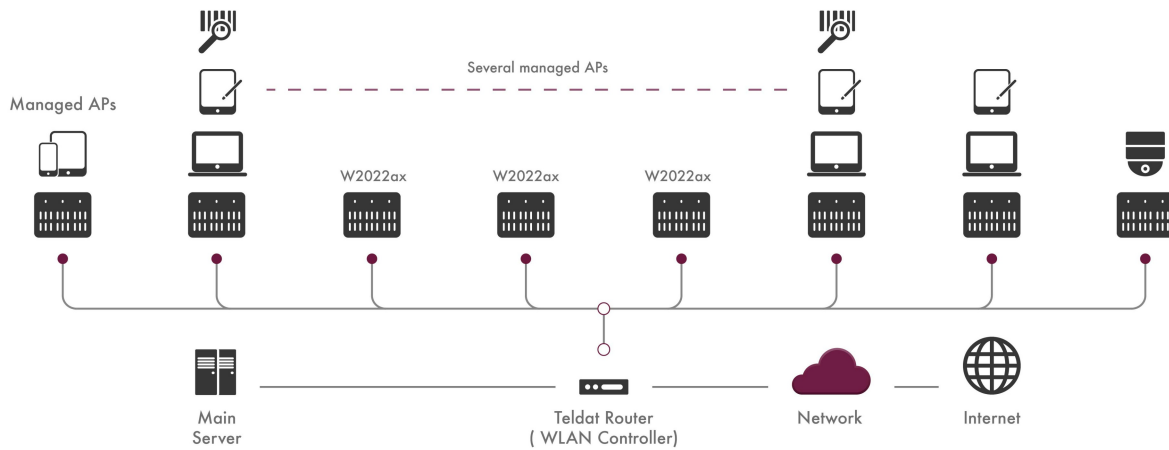 Several managed APs
Managed APs
W2022ax
W2022ax
W2022ax
Main
Server
Teldat Router
( WLAN Controller)
Network
Internet